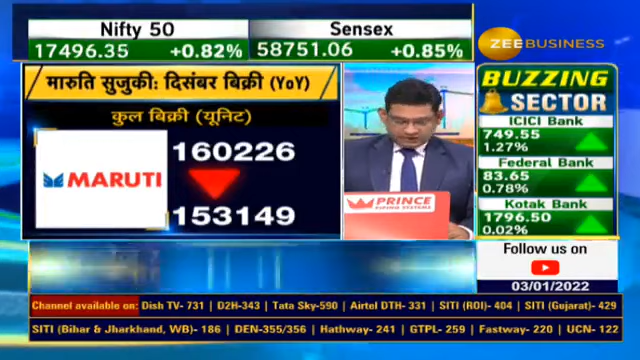 Nifty 50
17496.35 +0.82%
Sensex
58751.06 +0.85%
ZEE BUSINESS
मारुति सुजुकी: दिसंबर बिक्री (YoY)
कुल बिक्री (यूनिट)
MARUTI
160226
153149
PRINCE
PIPING SYSTEMS
BUZZING
SECTOR
ICICI Bank
749.55
1.27%
Federal Bank
83.65
0.78%
Kotak Bank
1796.50
0.02%
Follow us on
03/01/2022
Channel available on: Dish TV- 731 | D2H-343 | Tata Sky-590 | Airtel DTH- 331 | SITI (ROI)- 404 | SITI (Gujarat)- 429
SITI (Bihar & Jharkhand, WB)- 186 | DEN-355/356 | Hathway- 241 | GTPL- 259 | Fastway- 220 | UCN- 122